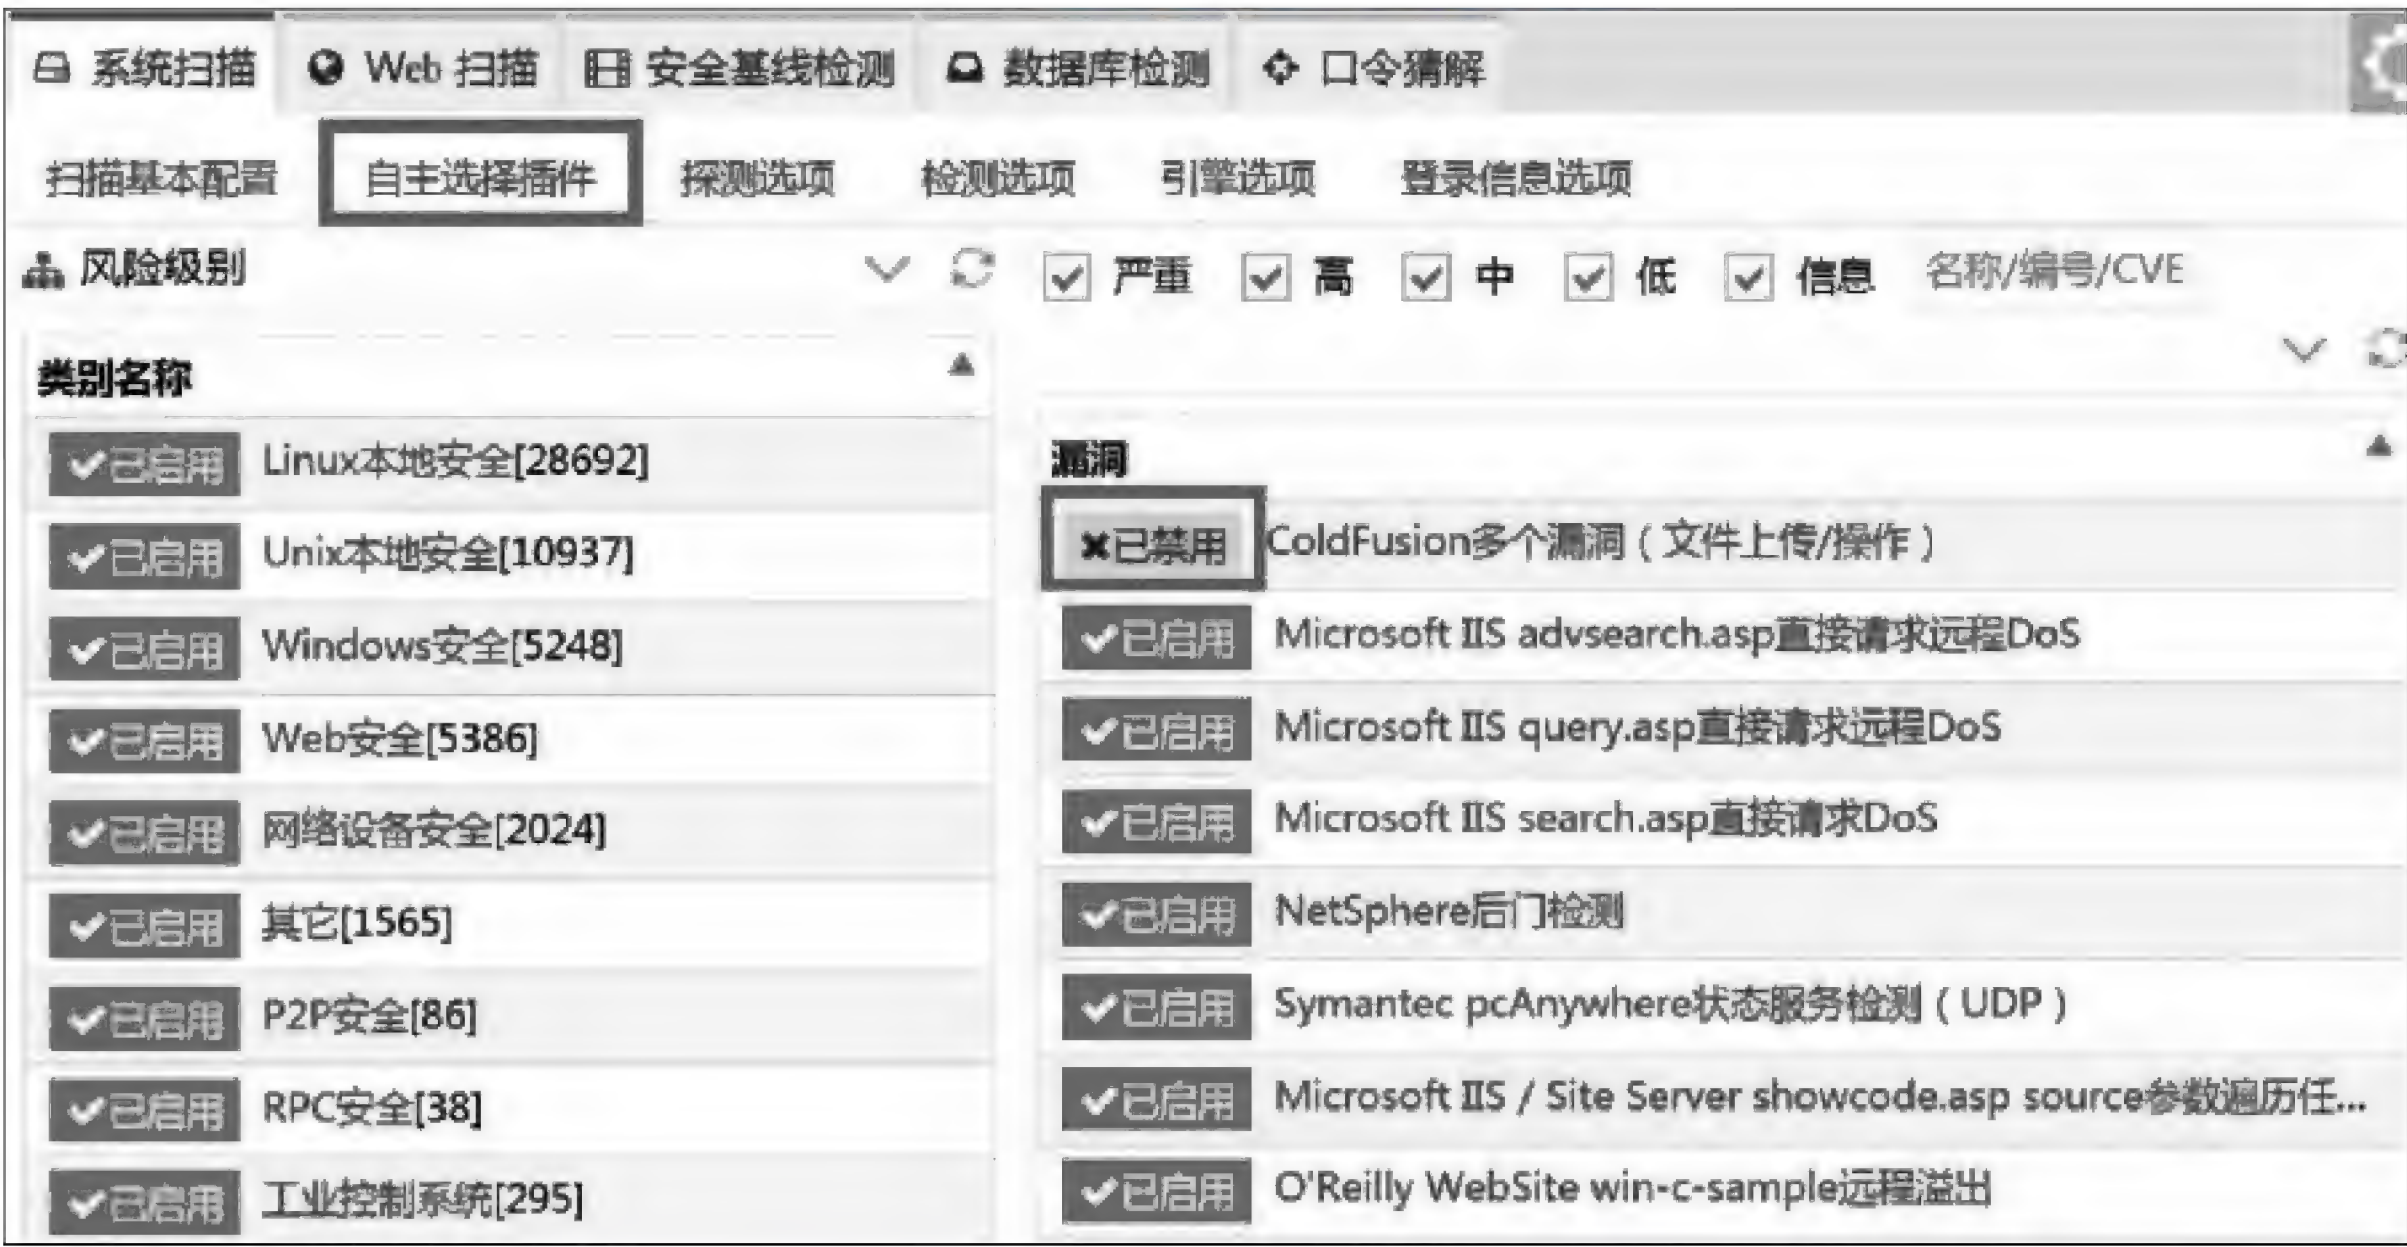 系统扫描 Web 扫描 安全基线检测 数据库检测 口令猜解
扫描基本配置 自主选择插件 探测选项 检测选项 引擎选项 登录信息选项
风险级别
严重 高 中 低 信息 名称/编号/CVE
类别名称
已启用 Linux本地安全[28692]
已启用 Unix本地安全[10937]
已启用 Windows安全[5248]
已启用 Web安全[5386]
已启用 网络设备安全[2024]
已启用 其它[1565]
已启用 P2P安全[86]
已启用 RPC安全[38]
已启用 工业控制系统[295]
漏洞
已禁用 ColdFusion多个漏洞（文件上传/操作）
已启用 Microsoft IIS advsearch.asp直接请求远程DoS
已启用 Microsoft IIS query.asp直接请求远程DoS
已启用 Microsoft IIS search.asp直接请求DoS
已启用 NetSphere后门检测
已启用 Symantec pcAnywhere状态服务检测（UDP）
已启用 Microsoft IIS / Site Server showcode.asp source参数遍历任...
已启用 O'Reilly WebSite win-c-sample远程溢出